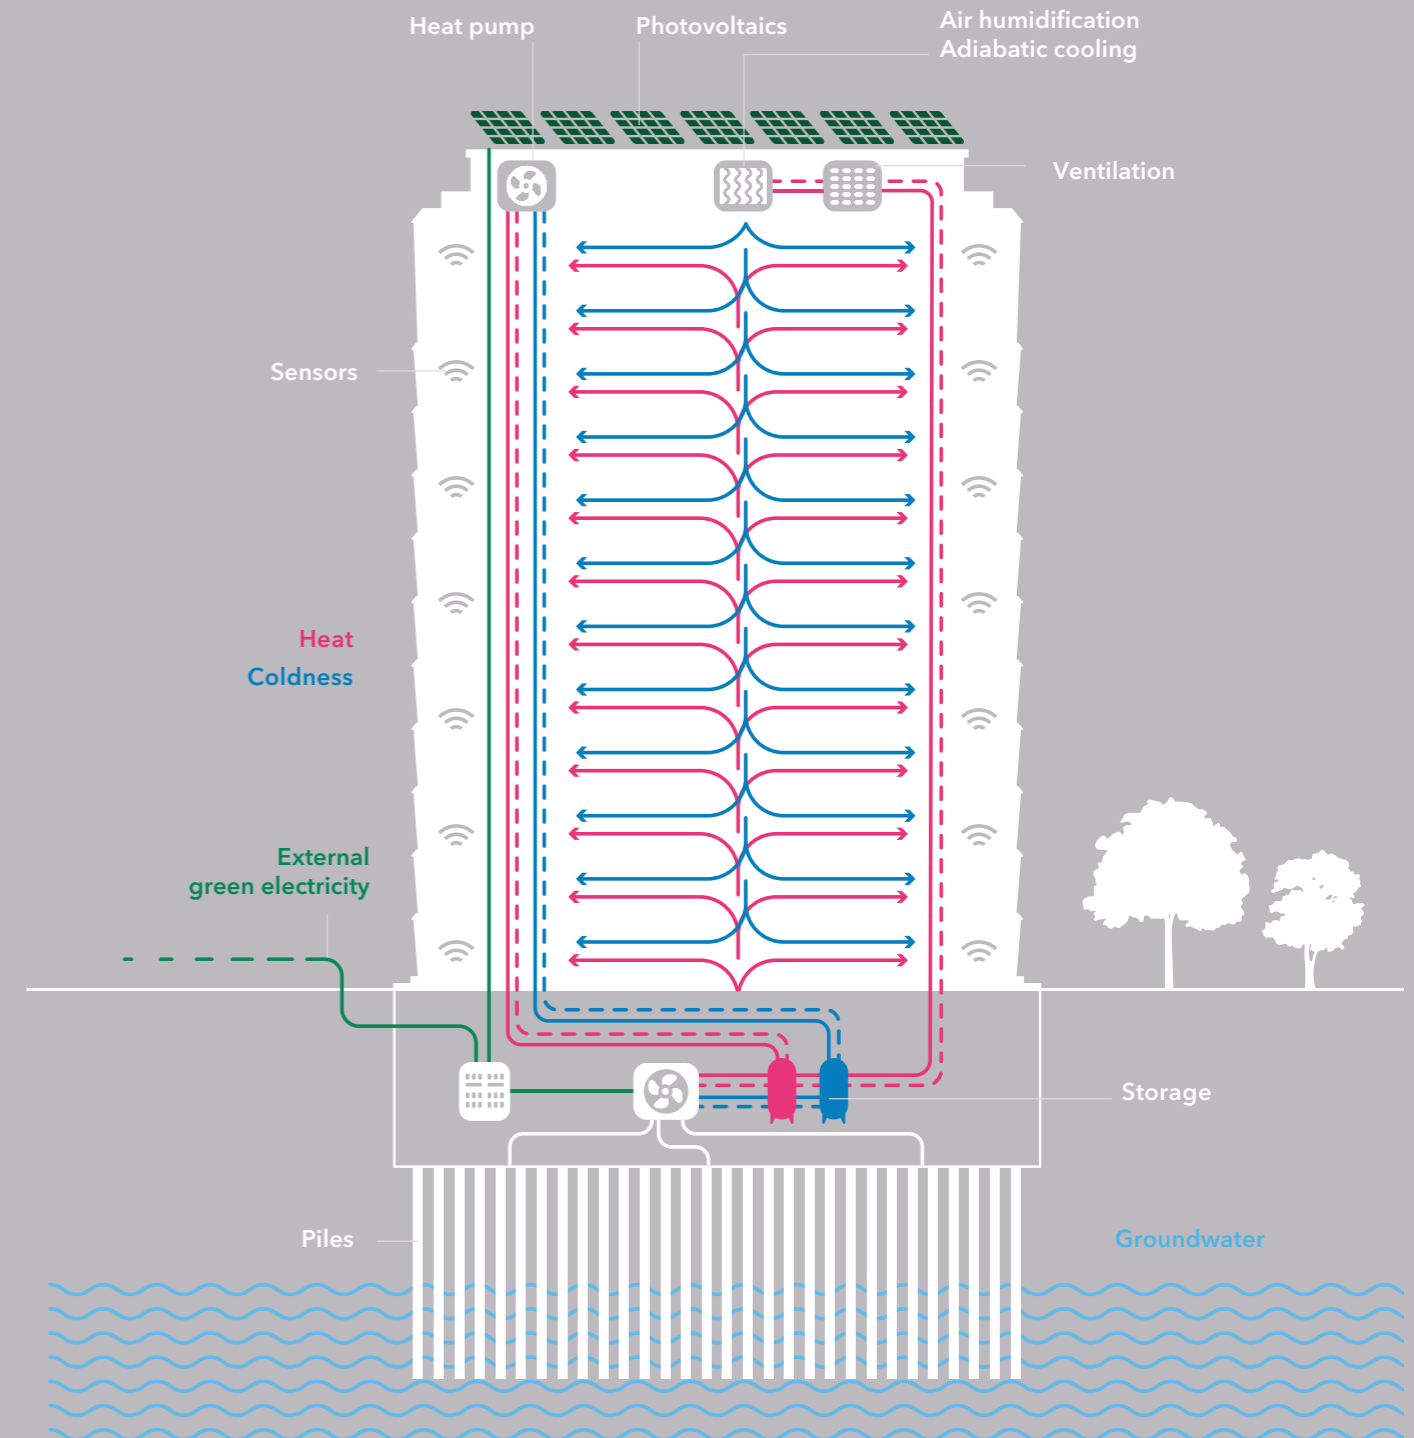 Heat pump
Photovoltaics
Air humidification
Adiabatic cooling
Ventilation
Sensors
Heat
Coldness
External
green electricity
Storage
Piles
Groundwater